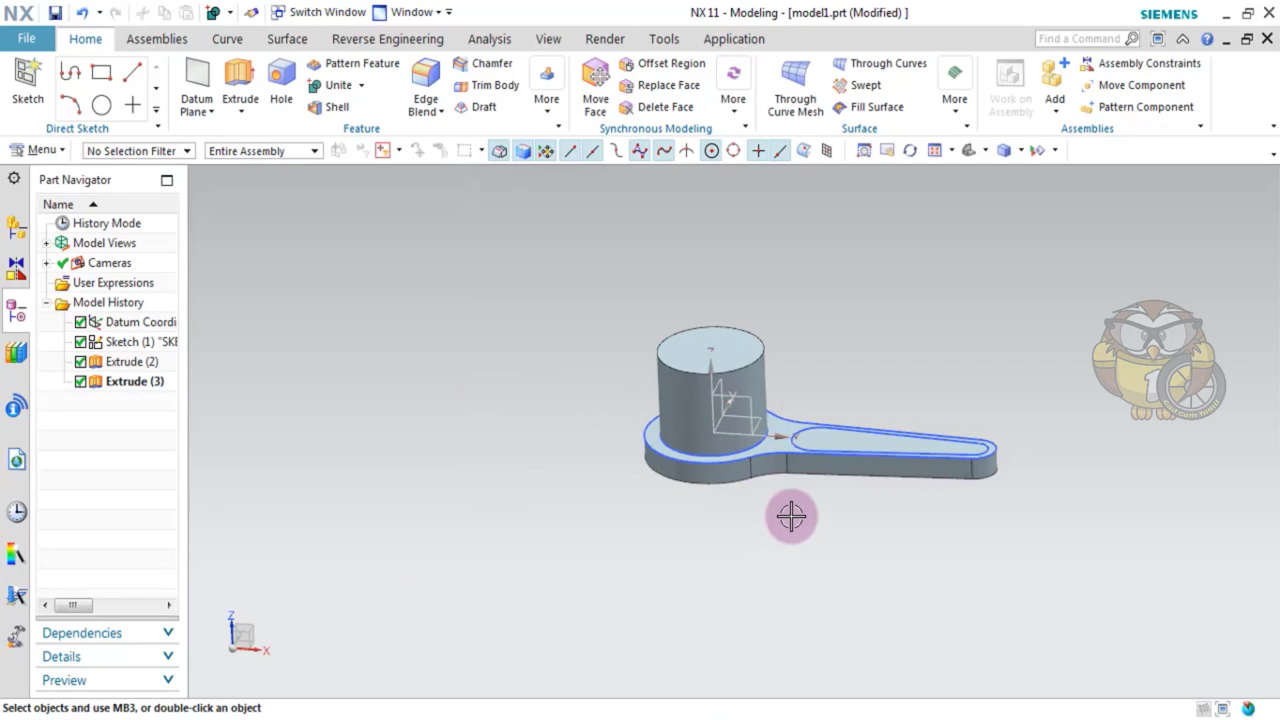 NX
Switch Window
Window
NX 11 - Modeling - [model1.prt (Modified) ]
SIEMENS
File
Home
Assemblies
Curve
Surface
Reverse Engineering
Analysis
View
Render
Tools
Application
Find a Command
Sketch
Direct Sketch
Datum
Plane
Extrude
Hole
Pattern Feature
Unite
Shell
Edge
Blend
Chamfer
Trim Body
Draft
More
Feature
Move
Face
Offset Region
Replace Face
Delete Face
More
Synchronous Modeling
Through
Curve Mesh
Through Curves
Swept
Fill Surface
More
Surface
Work on
Assembly
Add
Assembly Constraints
Move Component
Pattern Component
Assemblies
Menu
No Selection Filter
Entire Assembly
Part Navigator
Name
History Mode
Model Views
Cameras
User Expressions
Model History
Datum Coordi
Sketch (1) "SKE
Extrude (2)
Extrude (3)
Dependencies
Details
Preview
Z
X
Select objects and use MB3, or double-click an object